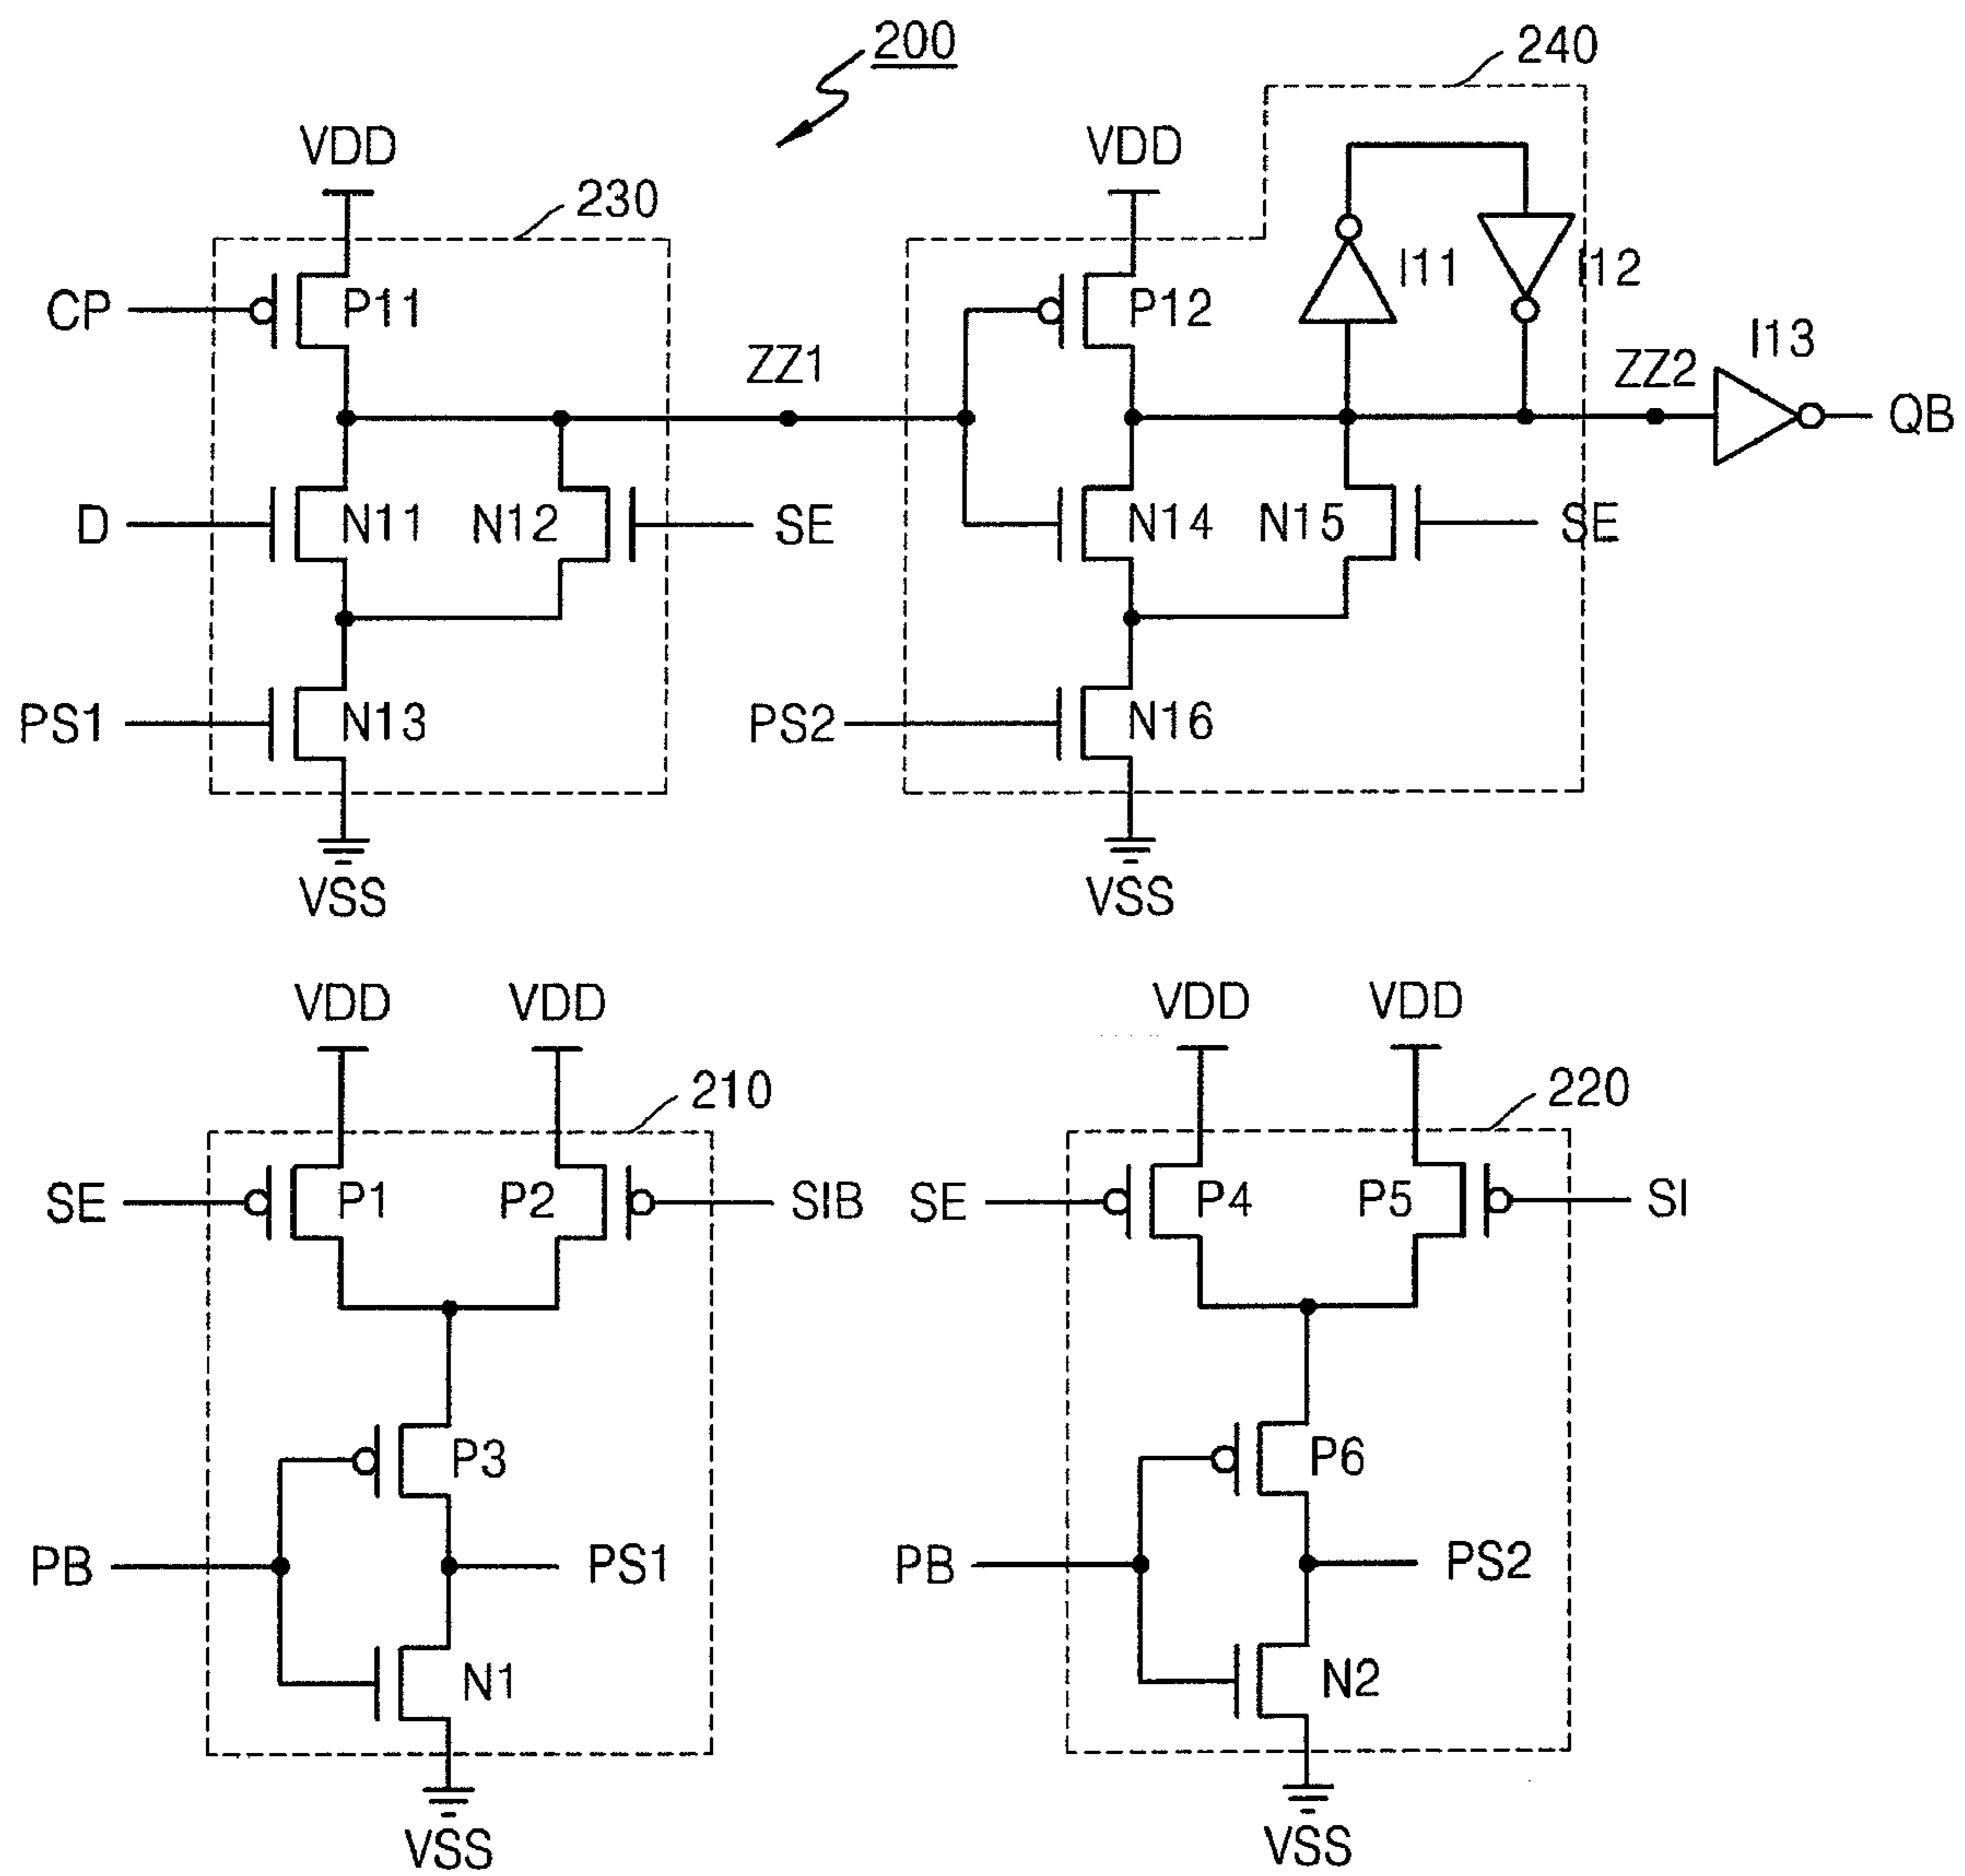 200
240
VDD
VDD
230
CP
P11
P12
I11
I12
I13
ZZ1
ZZ2
QB
D
N11
N12
SE
N14
N15
SE
PS1
N13
PS2
N16
VSS
VSS
VDD
VDD
VDD
VDD
210
220
SE
P1
P2
SIB
SE
P4
P5
SI
P3
P6
PB
PS1
PB
PS2
N1
N2
VSS
VSS